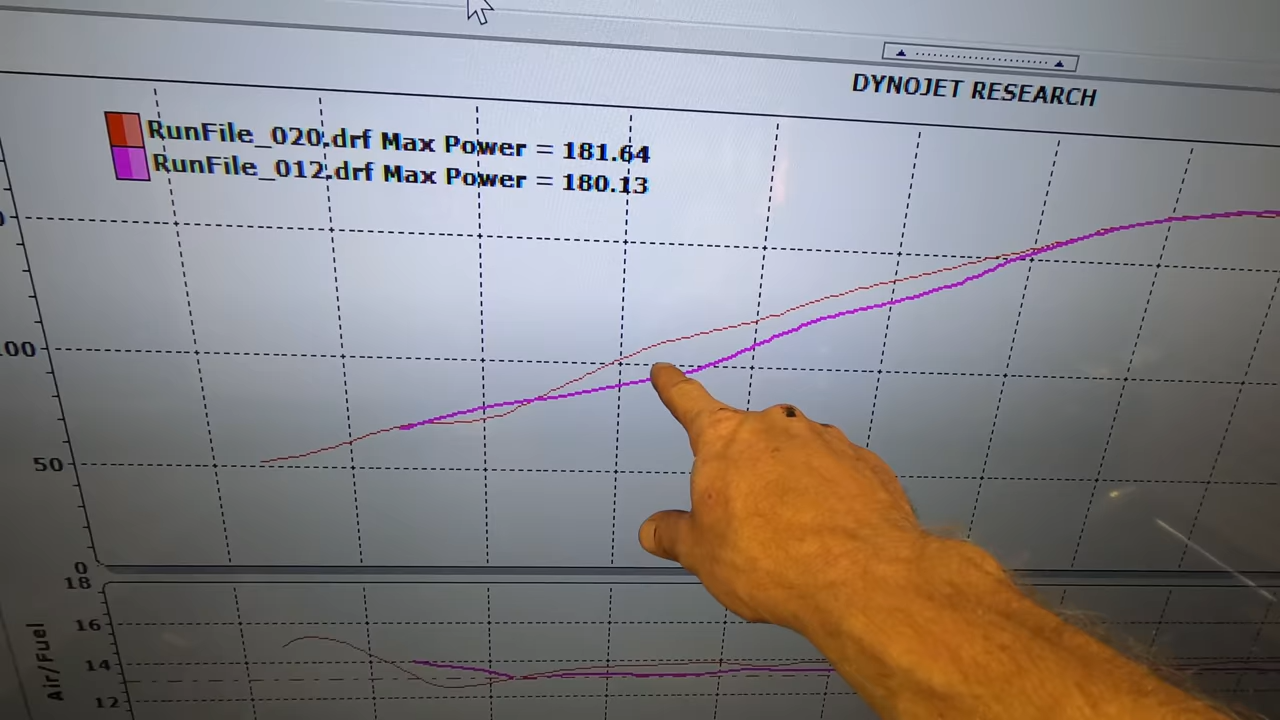 DYNOJET RESEARCH
RunFile_020.drf Max Power = 181.64
RunFile_012.drf Max Power = 180.13
50
0
18
16
14
12
Air/Fuel